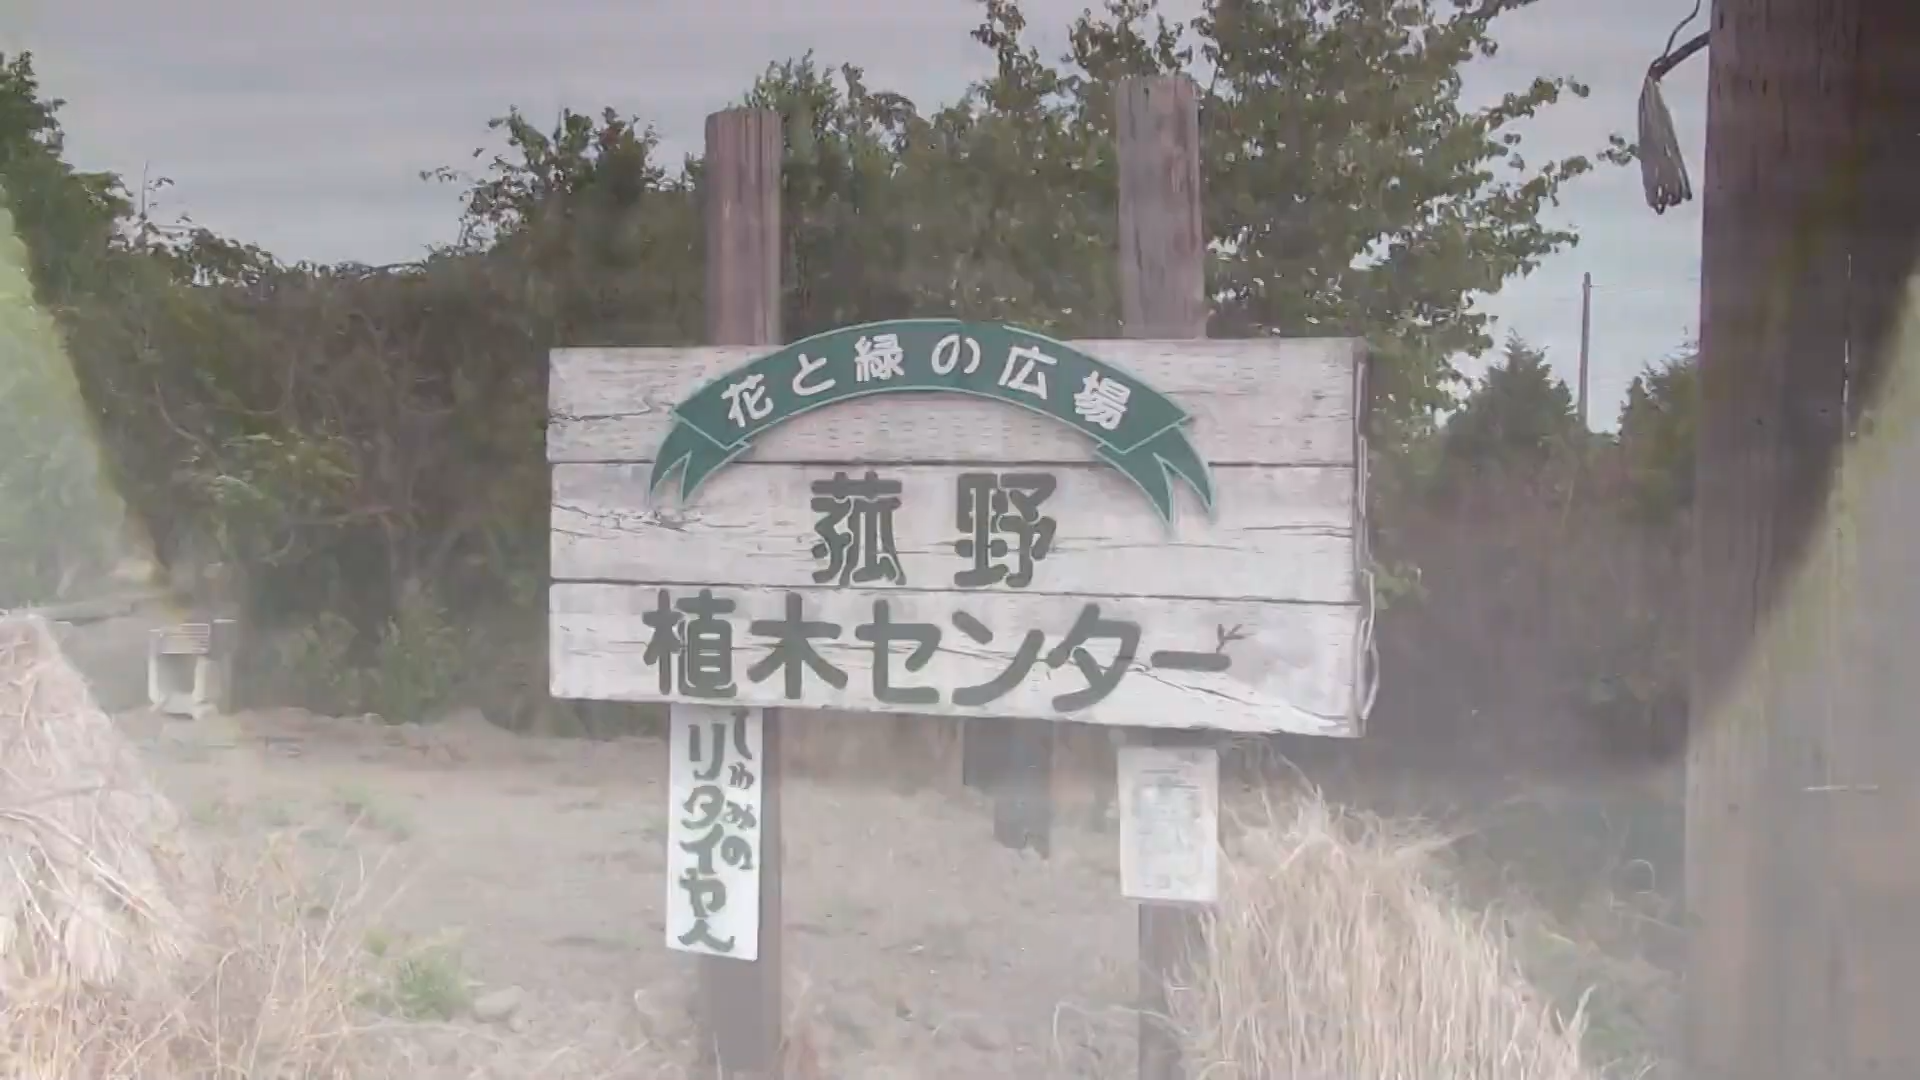 花と緑の広場
菰野
植木センター
しゅみの
リタイヤ人